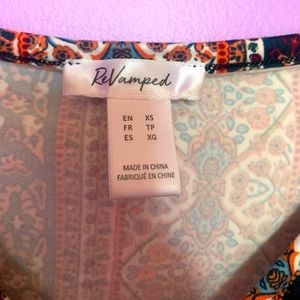 ReVamped
EN XS
FR TP
ES XG
MADE IN CHINA
FABRIQUÉ EN CHINE